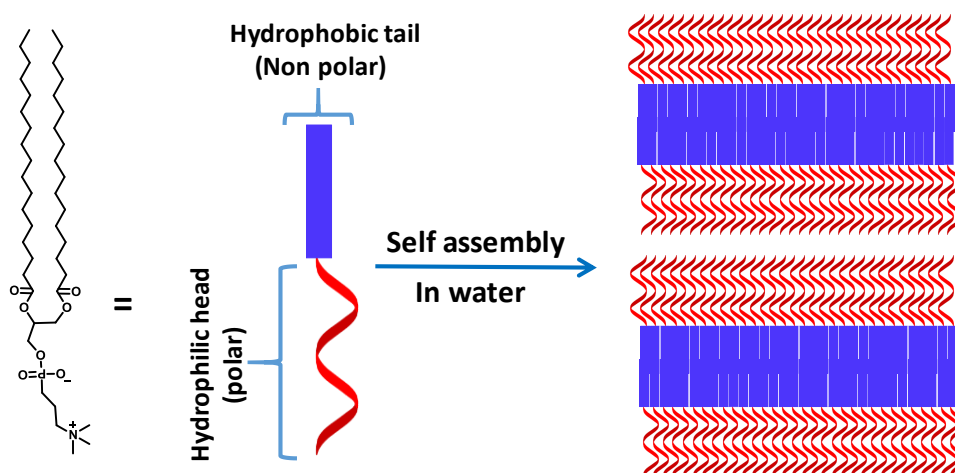 Hydrophobic tail
(Non polar)
Hydrophilic head
(polar)
Self assembly
In water
=
O
O
O
O
O
O=P-O
−
+
N